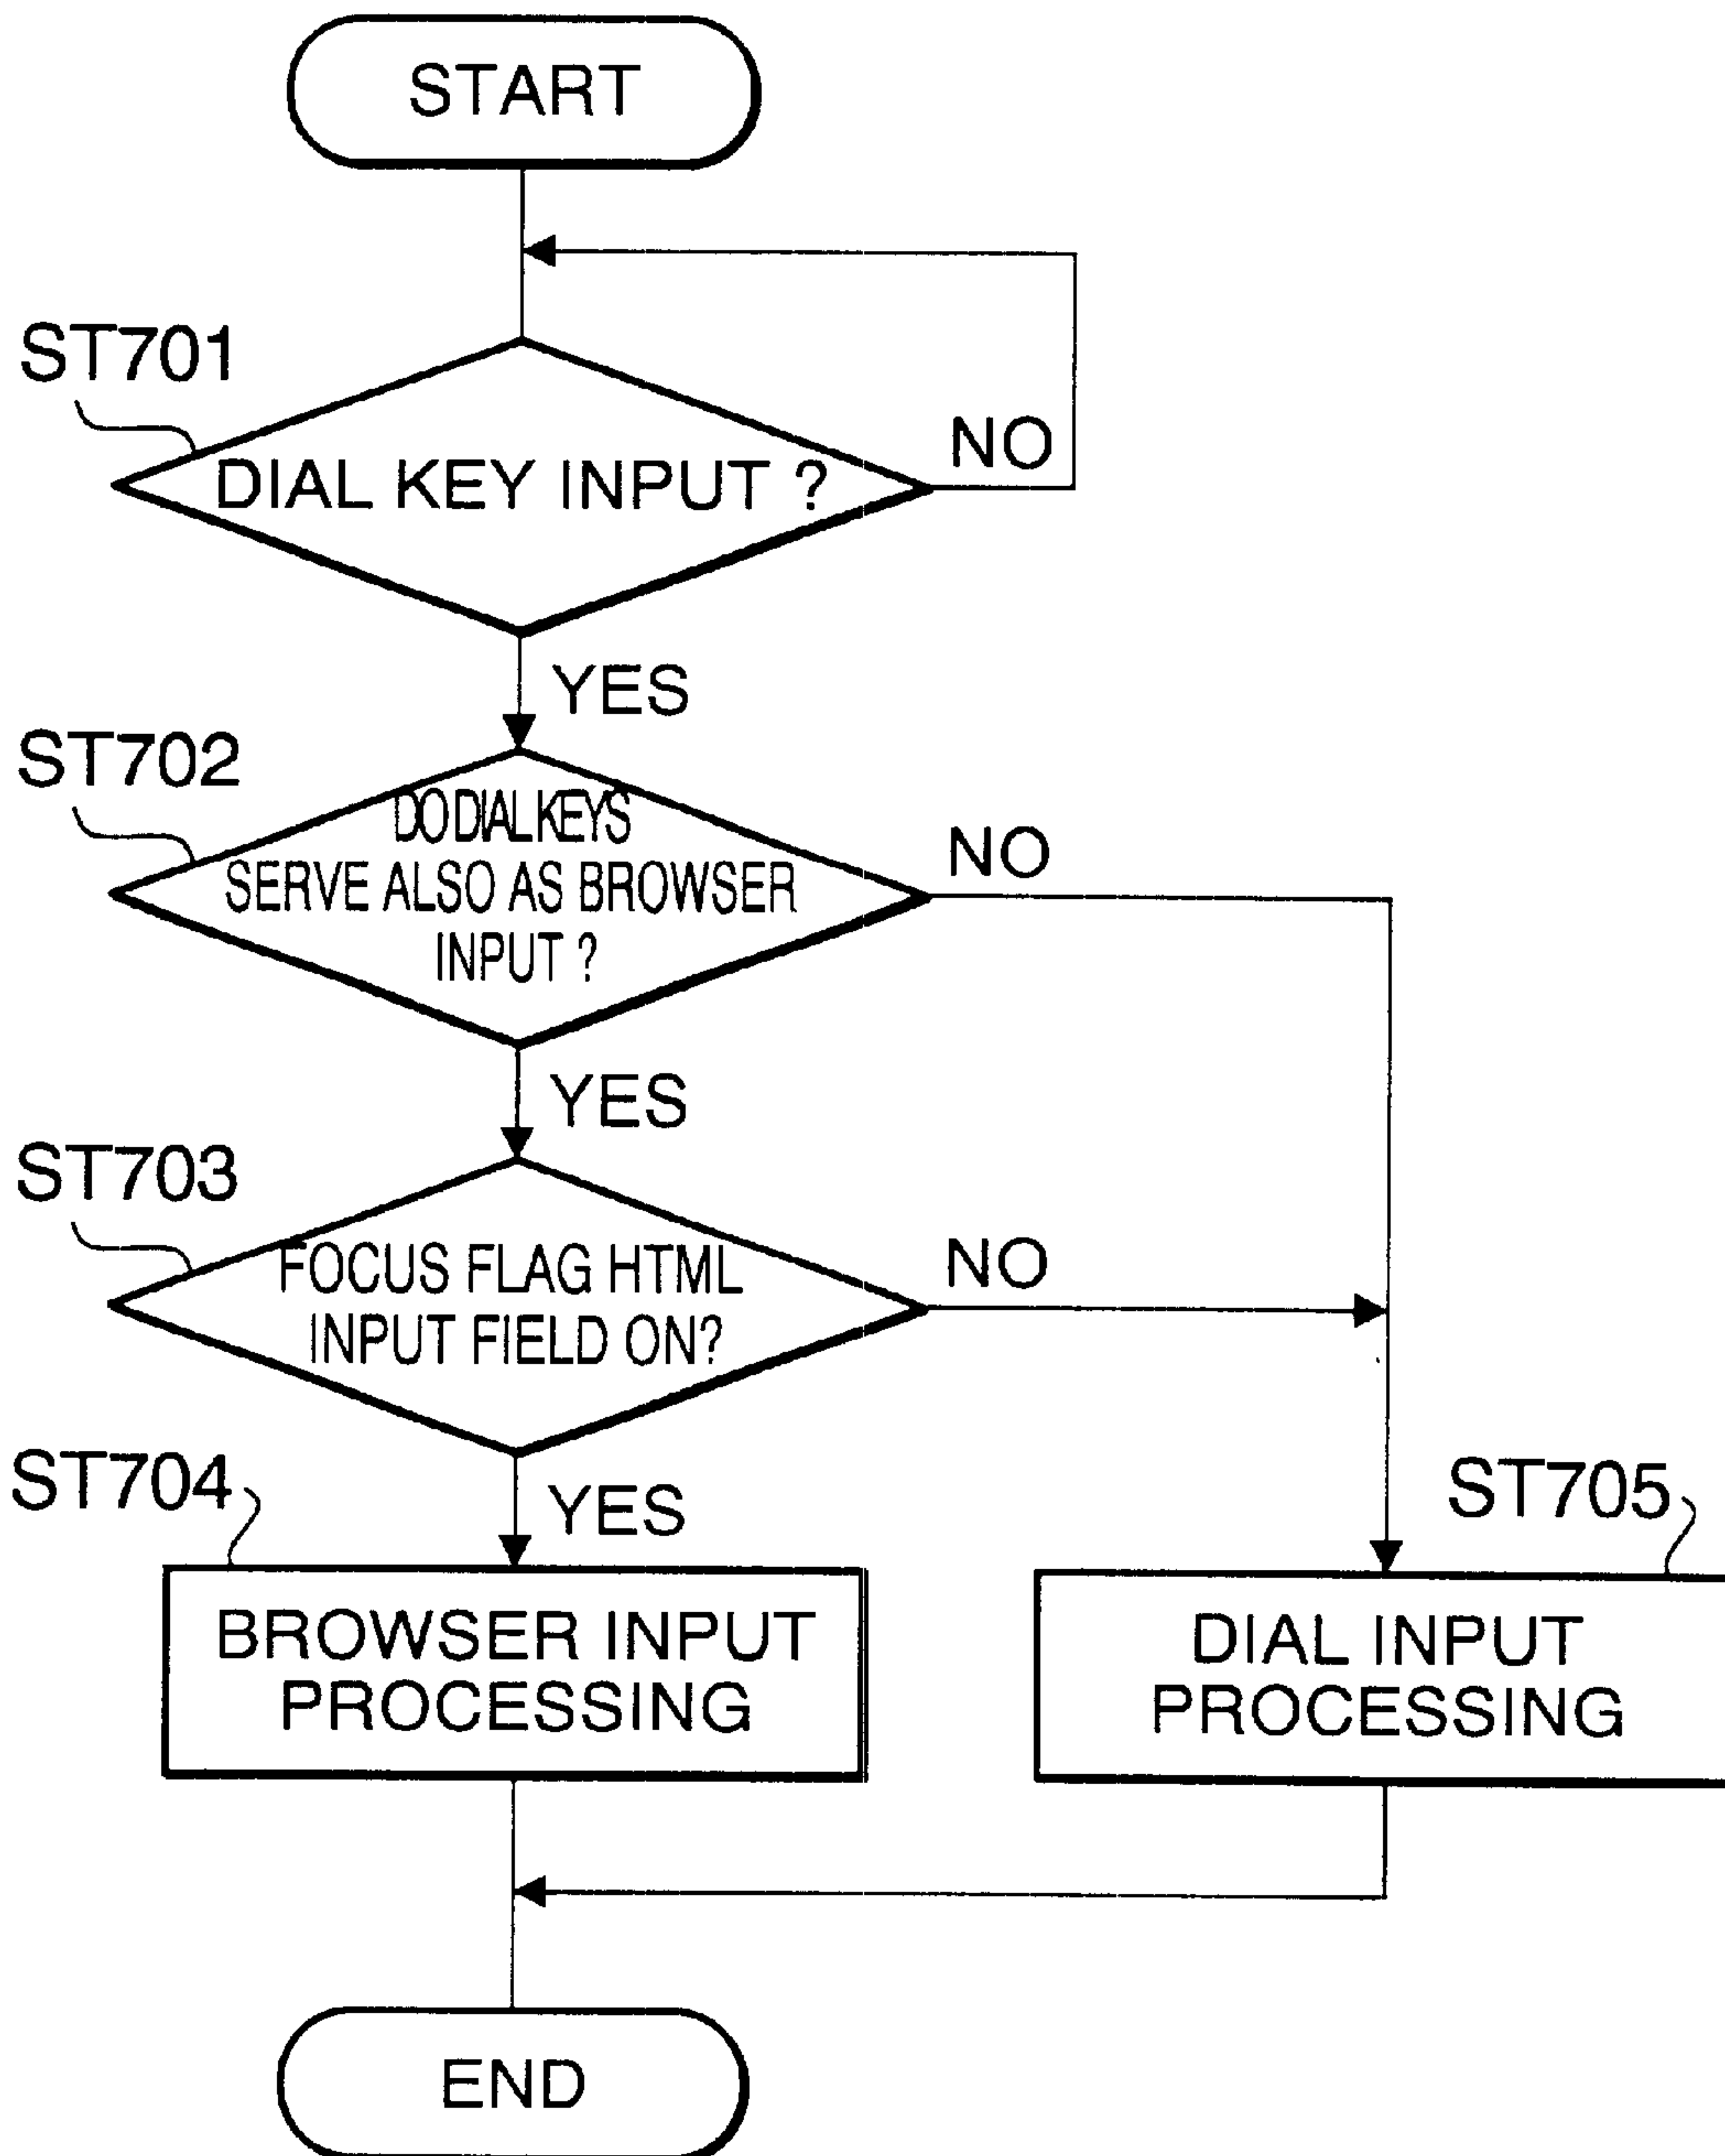 START
ST701
NO
DIAL KEY INPUT ?
YES
ST702
DO DIAL KEYS
SERVE ALSO AS BROWSER
INPUT ?
NO
YES
ST703
FOCUS FLAG HTML
INPUT FIELD ON?
NO
ST704
YES
ST705
BROWSER INPUT
PROCESSING
DIAL INPUT
PROCESSING
END